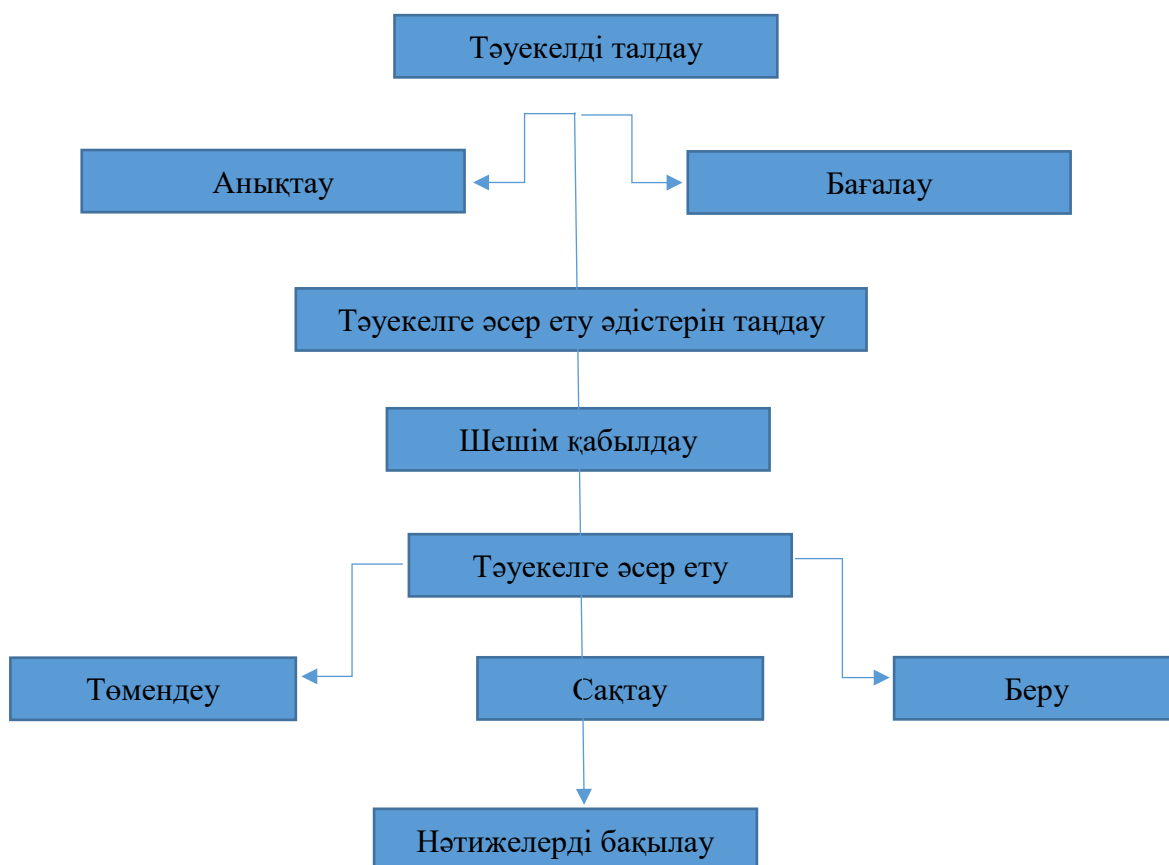 Тәуекелді талдау
Анықтау
Бағалау
Тәуекелге әсер ету әдістерін таңдау
Шешім қабылдау
Тәуекелге әсер ету
Төмендеу
Сақтау
Беру
Нәтижелерді бақылау